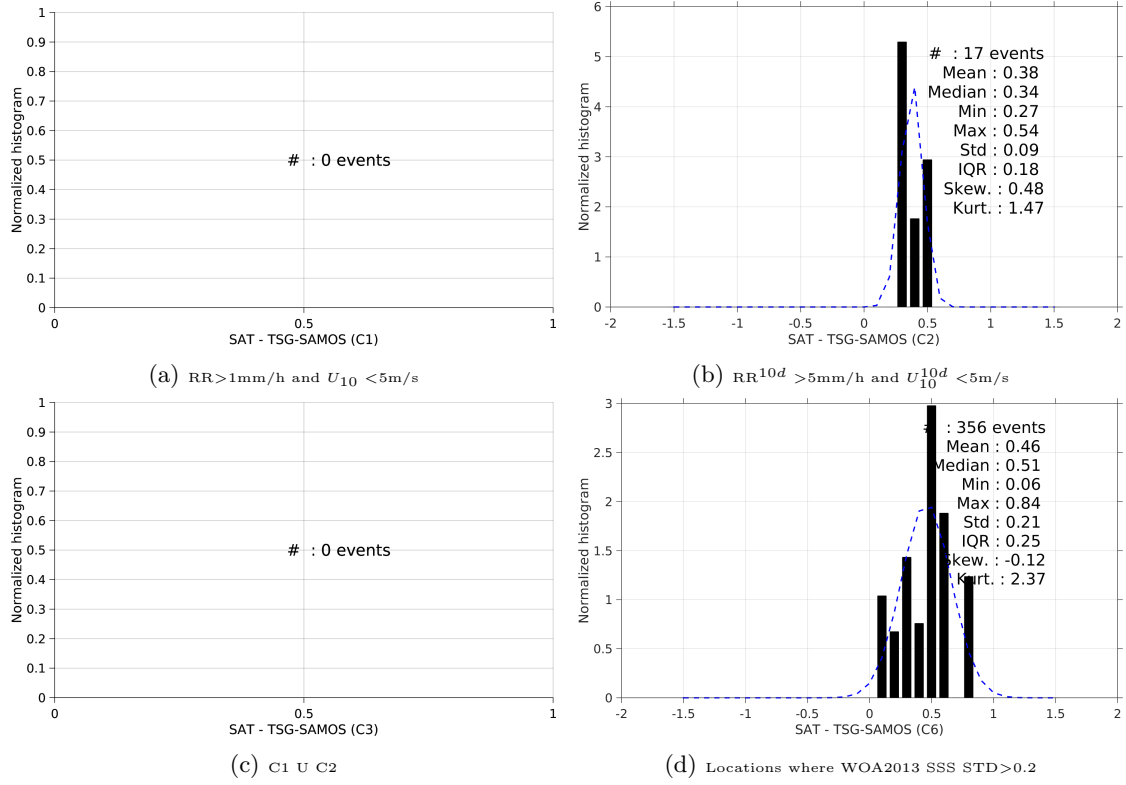 1
0.9
0.8
0.7
0.6
0.5
0.4
0.3
0.2
0.1
0
Normalized histogram
# : 0 events
0 0.5 1
SAT - TSG-SAMOS (C1)
(a) RR>1mm/h and U10 <5m/s
6
5
4
3
2
1
0
Normalized histogram
# : 17 events
Mean : 0.38
Median : 0.34
Min : 0.27
Max : 0.54
Std : 0.09
IQR : 0.18
Skew. : 0.48
Kurt. : 1.47
-2 -1.5 -1 -0.5 0 0.5 1 1.5 2
SAT - TSG-SAMOS (C2)
(b) RR^10d >5mm/h and U_10^10d <5m/s
1
0.9
0.8
0.7
0.6
0.5
0.4
0.3
0.2
0.1
0
Normalized histogram
# : 0 events
0 0.5 1
SAT - TSG-SAMOS (C3)
(c) C1 U C2
3
2.5
2
1.5
1
0.5
0
Normalized histogram
# : 356 events
Mean : 0.46
Median : 0.51
Min : 0.06
Max : 0.84
Std : 0.21
IQR : 0.25
Skew. : -0.12
Kurt. : 2.37
-2 -1.5 -1 -0.5 0 0.5 1 1.5 2
SAT - TSG-SAMOS (C6)
(d) Locations where WOA2013 SSS STD>0.2